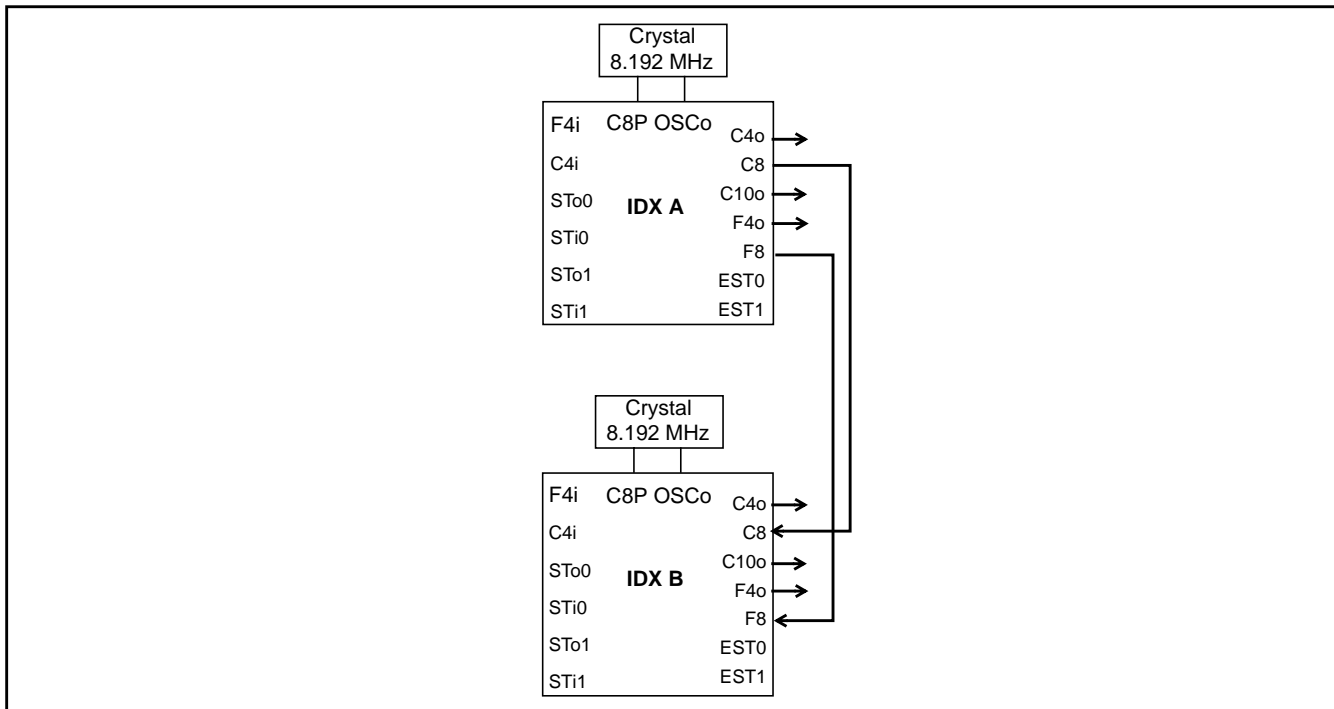 Crystal
8.192 MHz
C8P OSCo
F4i
C4i
STo0
STi0
STo1
STi1
IDX A
C4o
C8
C10o
F4o
F8
EST0
EST1
Crystal
8.192 MHz
C8P OSCo
F4i
C4i
STo0
STi0
STo1
STi1
IDX B
C4o
C8
C10o
F4o
F8
EST0
EST1